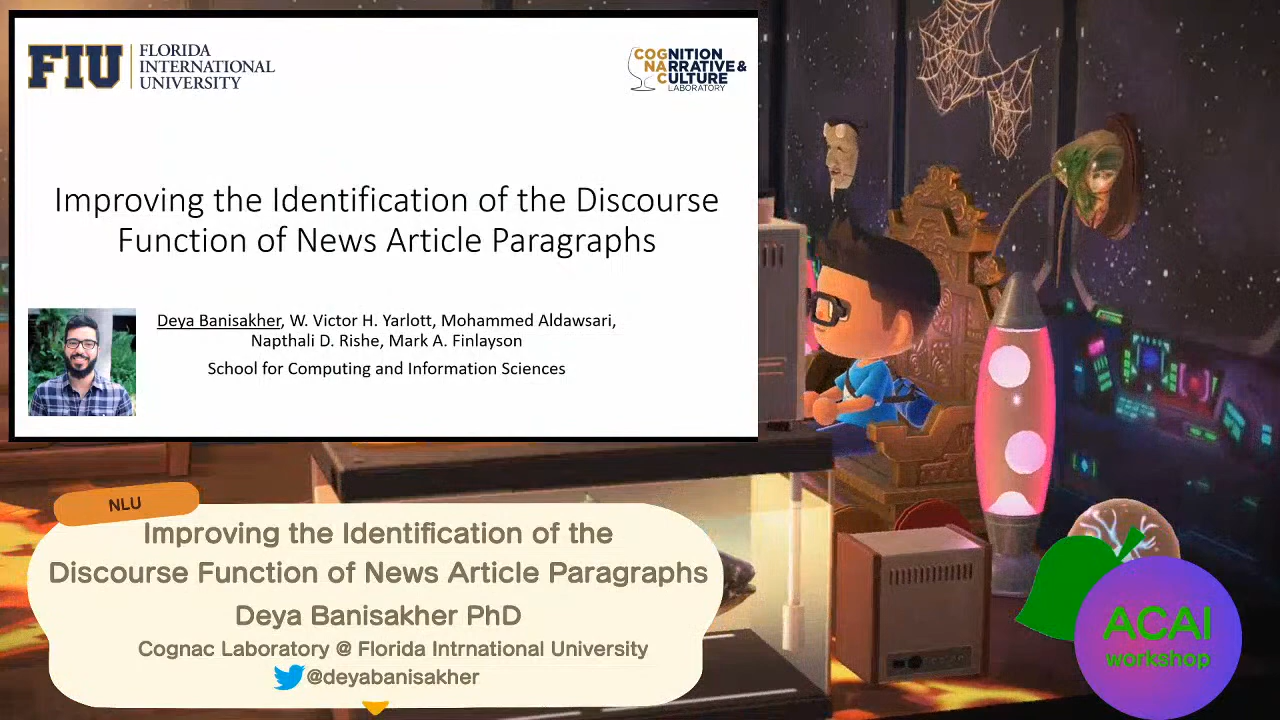 FIU
FLORIDA
INTERNATIONAL
UNIVERSITY
COGNITION
NARRATIVE &
CULTURE
LABORATORY
Improving the Identification of the Discourse
Function of News Article Paragraphs
Deya Banisakher, W. Victor H. Yarlott, Mohammed Aldawsari,
Napthali D. Rishe, Mark A. Finlayson
School for Computing and Information Sciences
NLU
Improving the Identification of the
Discourse Function of News Article Paragraphs
Deya Banisakher PhD
Cognac Laboratory @ Florida Intrnational University
@deyabanisakher
ACAI
workshop